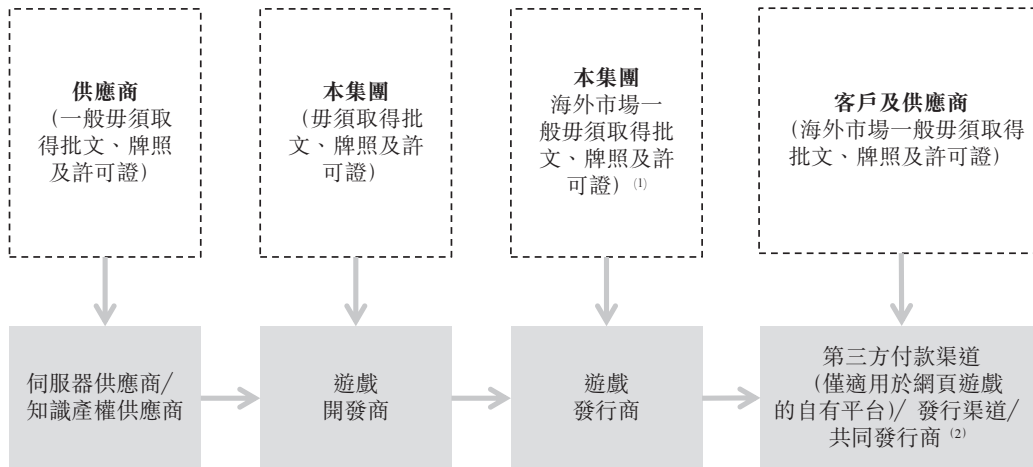 供應商
（一般毋須取
得批文、牌照
及許可證）
本集團
（毋須取得批
文、牌照及許
可證）
本集團
海外市場一
般毋須取得批
文、牌照及許
可證）(1)
客戶及供應商
（海外市場一般毋須取得
批文、牌照及許可證）
伺服器供應商/
知識產權供應商
遊戲
開發商
遊戲
發行商
第三方付款渠道
（僅適用於網頁遊戲
的自有平台）/ 發行渠道/
共同發行商 (2)